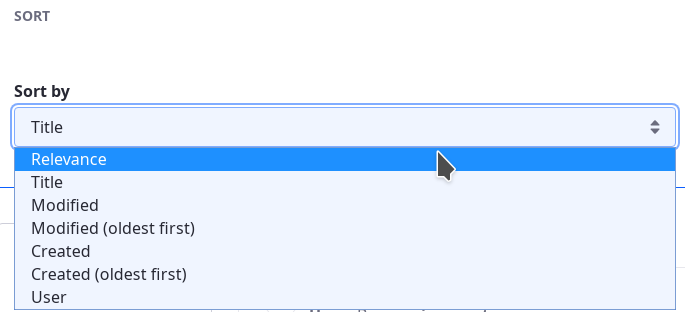 SORT
Sort by
Title
Relevance
Title
Modified
Modified (oldest first)
Created
Created (oldest first)
User